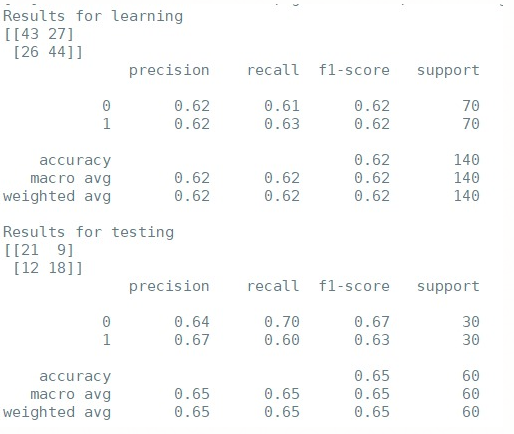 Results for learning
[[43 27]
 [26 44]]
              precision    recall  f1-score   support

           0       0.62      0.61      0.62        70
           1       0.62      0.63      0.62        70

    accuracy                           0.62       140
   macro avg       0.62      0.62      0.62       140
weighted avg       0.62      0.62      0.62       140

Results for testing
[[21  9]
 [12 18]]
              precision    recall  f1-score   support

           0       0.64      0.70      0.67        30
           1       0.67      0.60      0.63        30

    accuracy                           0.65        60
   macro avg       0.65      0.65      0.65        60
weighted avg       0.65      0.65      0.65        60